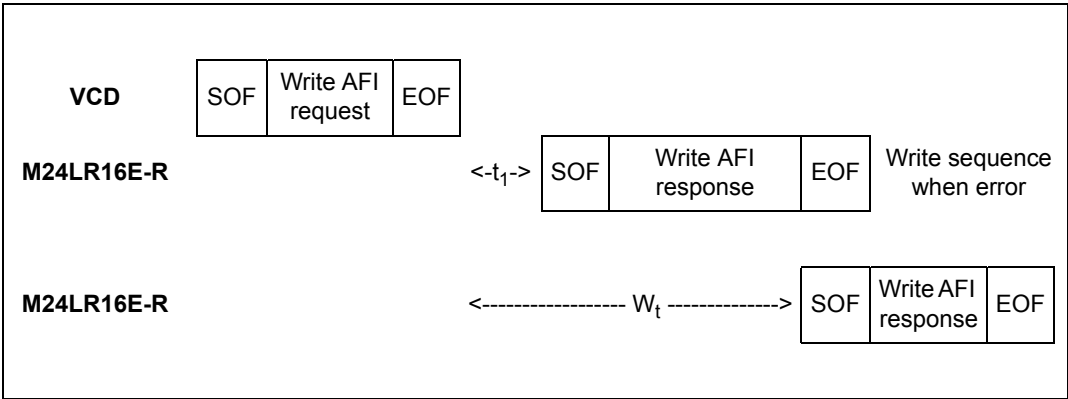 VCD SOF Write AFI request EOF
M24LR16E-R <-t1-> SOF Write AFI response EOF Write sequence when error
M24LR16E-R <------------------ Wt --------------> SOF Write AFI response EOF